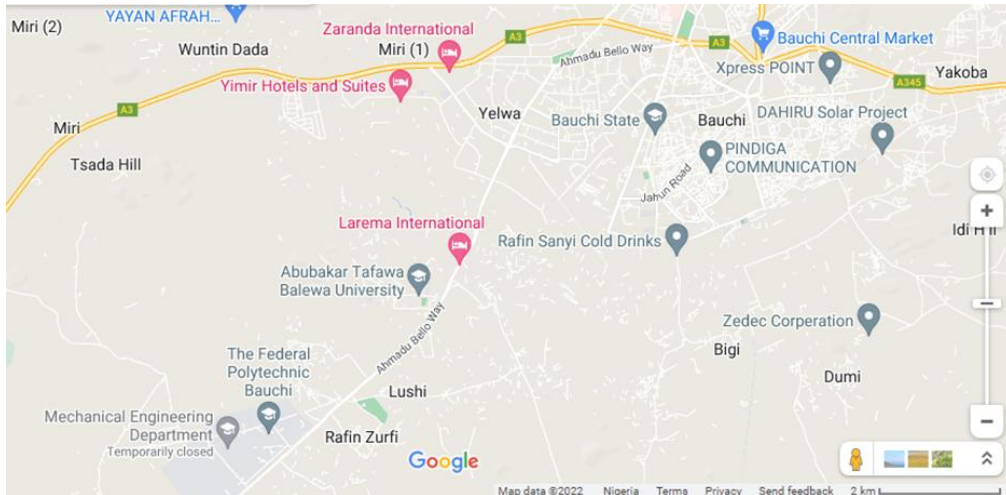 YAYAN AFRAH...
Miri (2)
Wuntin Dada
Zaranda International
Miri (1)
A3
Ahmadu Bello Way
A3
Bauchi Central Market
Xpress POINT
Yakoba
A345
Yimir Hotels and Suites
A3
Miri
Tsada Hill
Yelwa
Bauchi State
Bauchi
DAHIRU Solar Project
PINDIGA
COMMUNICATION
Jahun Road
Larema International
Rafin Sanyi Cold Drinks
Abubakar Tafawa
Balewa University
Ahmadu Bello Way
Zedec Corperation
Bigi
Dumi
The Federal
Polytechnic
Bauchi
Lushi
Mechanical Engineering
Department
Temporarily closed
Rafin Zurfi
Google
Map data ©2022 Nigeria Terms Privacy Send feedback 2 km